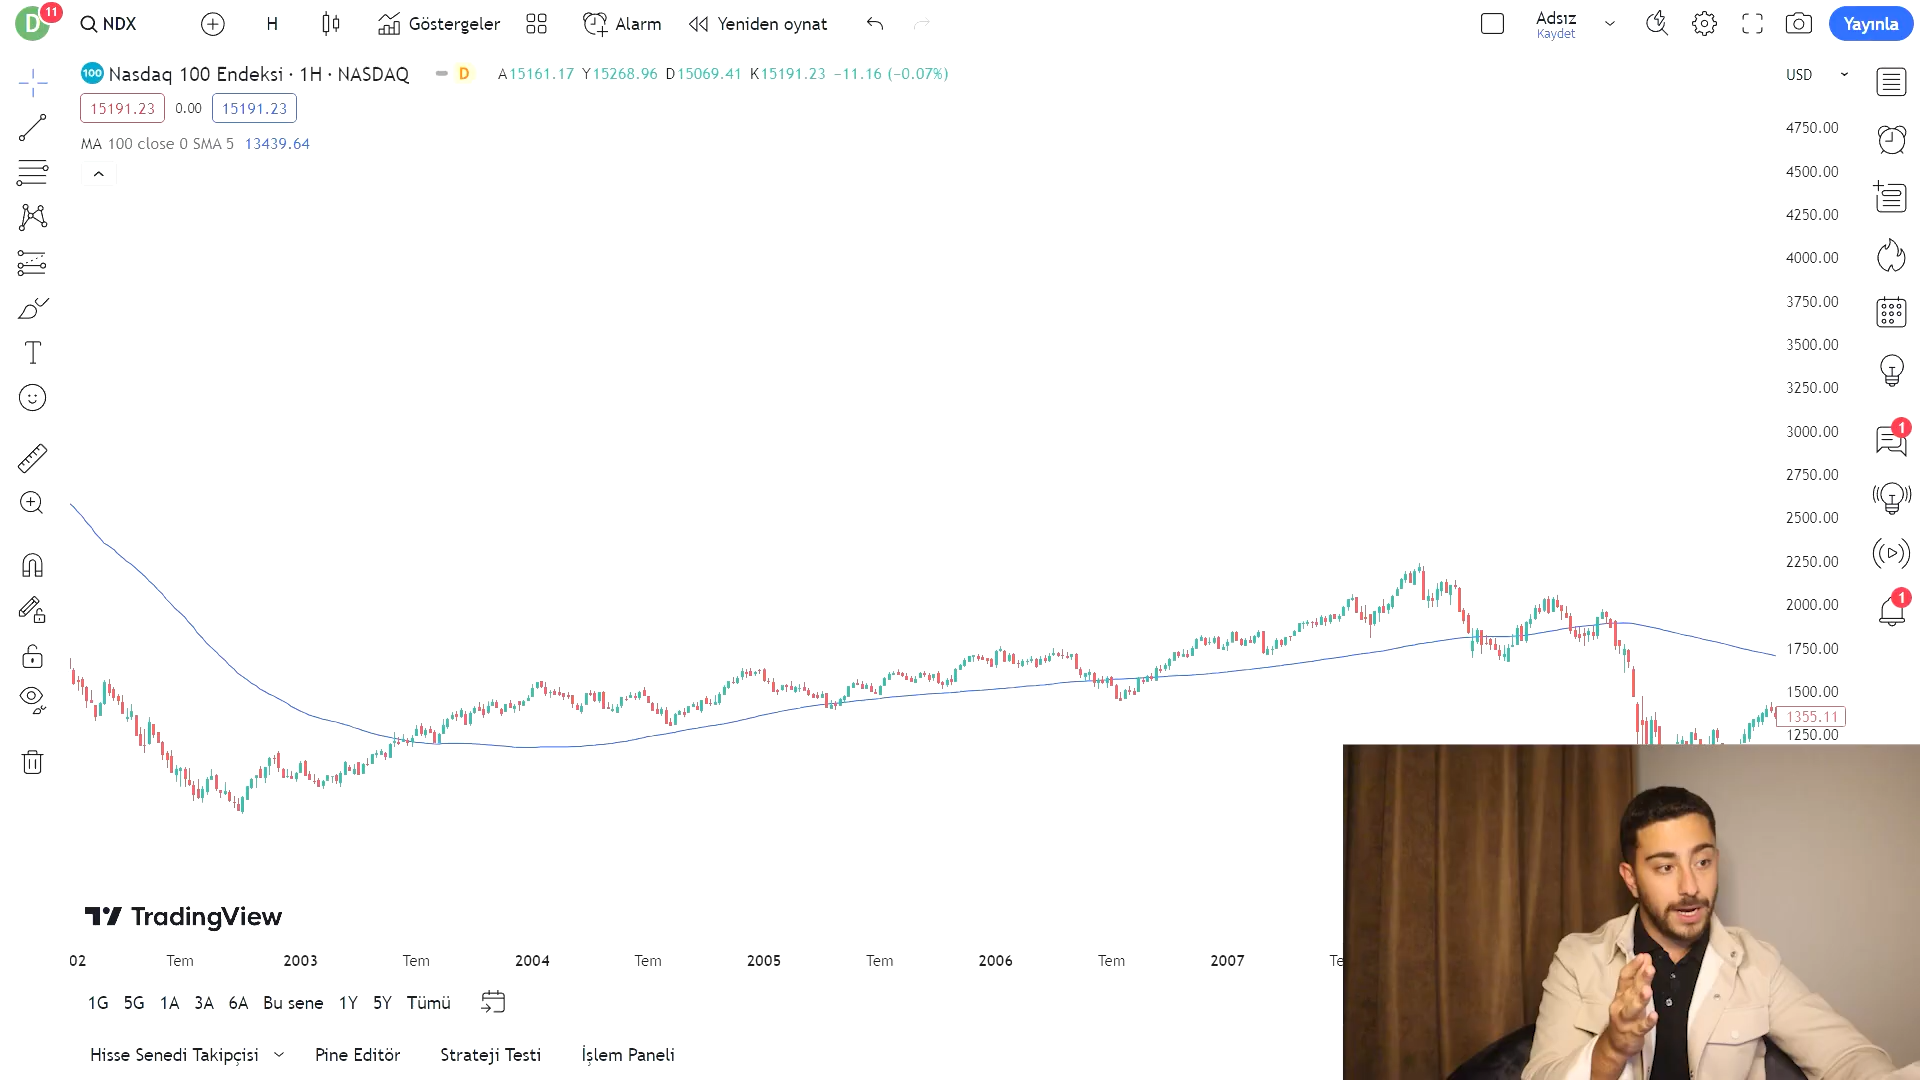 D 11 NDX H Göstergeler Alarm Yeniden oynat Adsız Kaydet Yayınla
100 Nasdaq 100 Endeksi · 1H · NASDAQ D A15161.17 Y15268.96 D15069.41 K15191.23 −11.16 (−0.07%) USD
15191.23 0.00 15191.23
MA 100 close 0 SMA 5 13439.64
4750.00
4500.00
4250.00
4000.00
3750.00
3500.00
3250.00
3000.00
2750.00
2500.00
2250.00
2000.00
1750.00
1500.00
1355.11
1250.00
1
1
TradingView
02 Tem 2003 Tem 2004 Tem 2005 Tem 2006 Tem 2007 Te
1G 5G 1A 3A 6A Bu sene 1Y 5Y Tümü
Hisse Senedi Takipçisi Pine Editör Strateji Testi İşlem Paneli